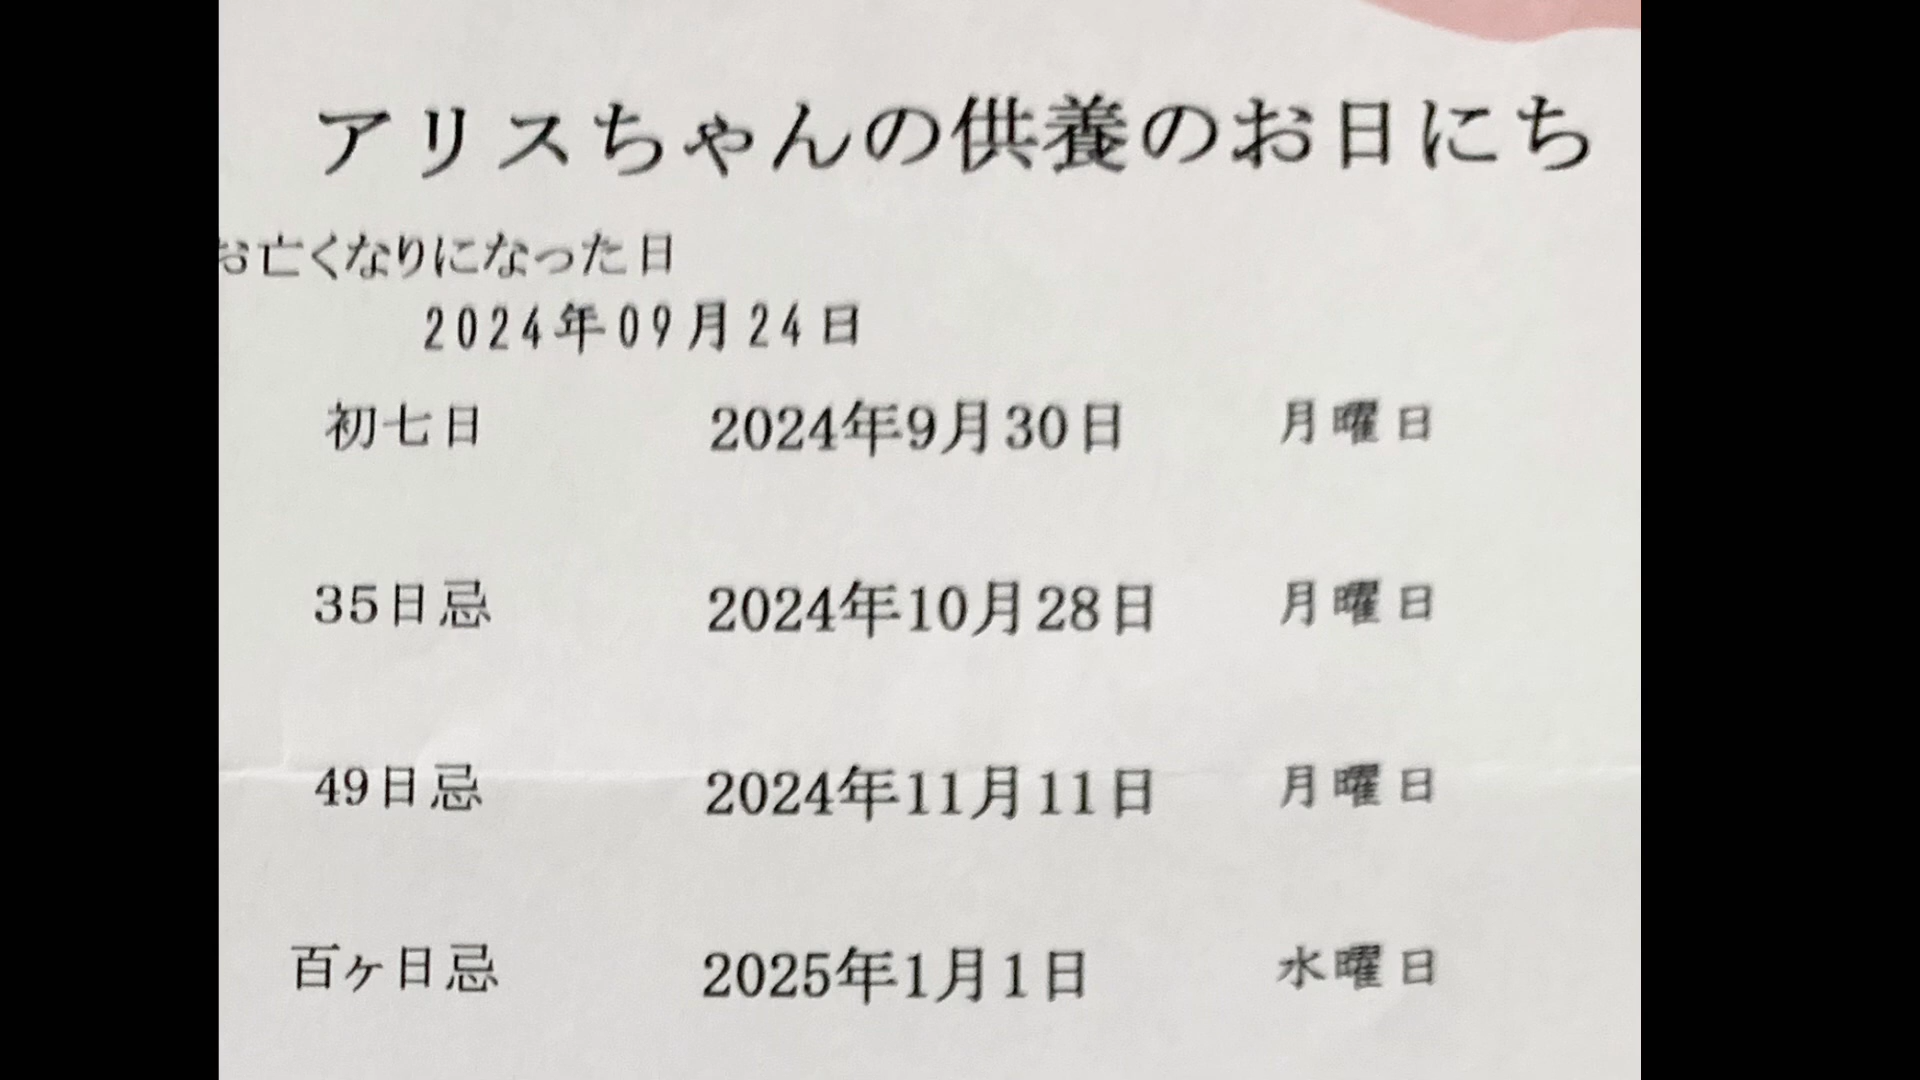 アリスちゃんの供養のお日にち
お亡くなりになった日
2024年09月24日
初七日 2024年9月30日 月曜日
35日忌 2024年10月28日 月曜日
49日忌 2024年11月11日 月曜日
百ヶ日忌 2025年1月1日 水曜日